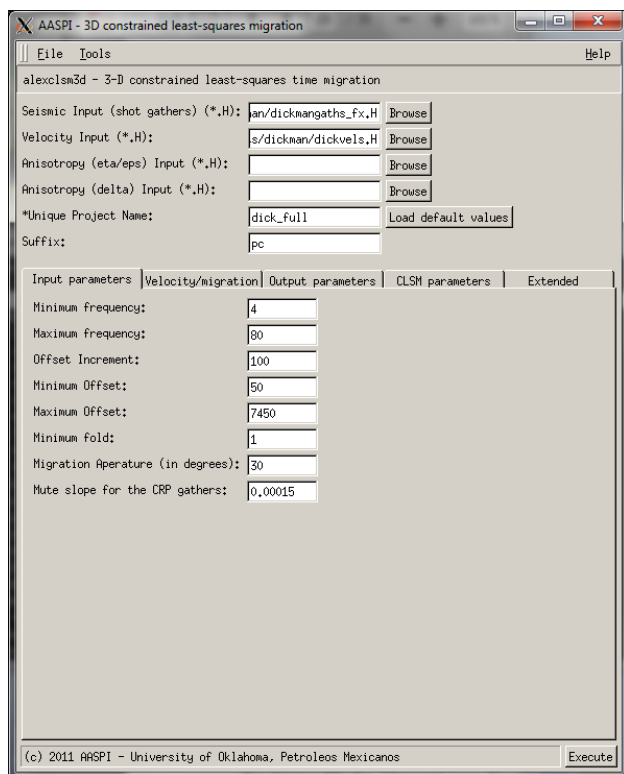 AASPI - 3D constrained least-squares migration
File Tools Help
alexclsm3d - 3-D constrained least-squares time migration
Seismic Input (shot gathers) (*.H): an/dickmangaths_fx.H Browse
Velocity Input (*.H): s/dickman/dickvels.H Browse
Anisotropy (eta/eps) Input (*.H): Browse
Anisotropy (delta) Input (*.H): Browse
*Unique Project Name: dick_full Load default values
Suffix: pc
Input parameters Velocity/migration Output parameters CLSM parameters Extended
Minimum frequency: 4
Maximum frequency: 80
Offset Increment: 100
Minimum Offset: 50
Maximum Offset: 7450
Minimum fold: 1
Migration Aperature (in degrees): 30
Mute slope for the CRP gathers: 0.00015
(c) 2011 AASPI - University of Oklahoma, Petroleos Mexicanos Execute